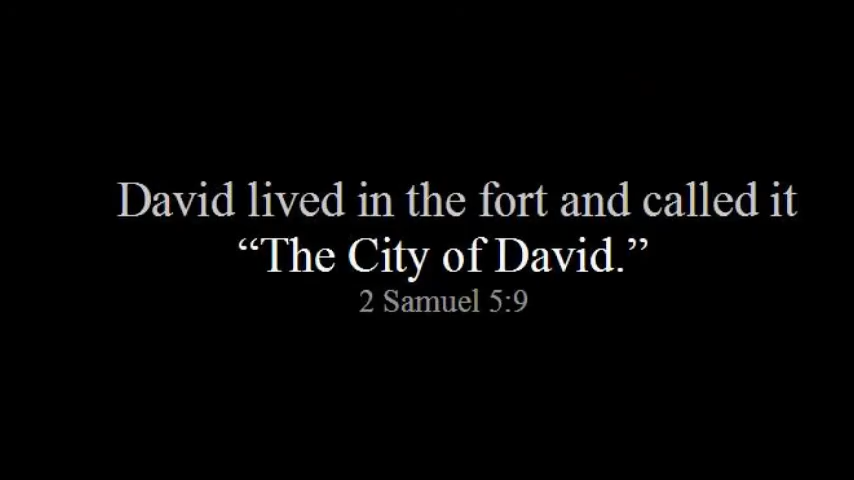 David lived in the fort and called it
“The City of David.”
2 Samuel 5:9